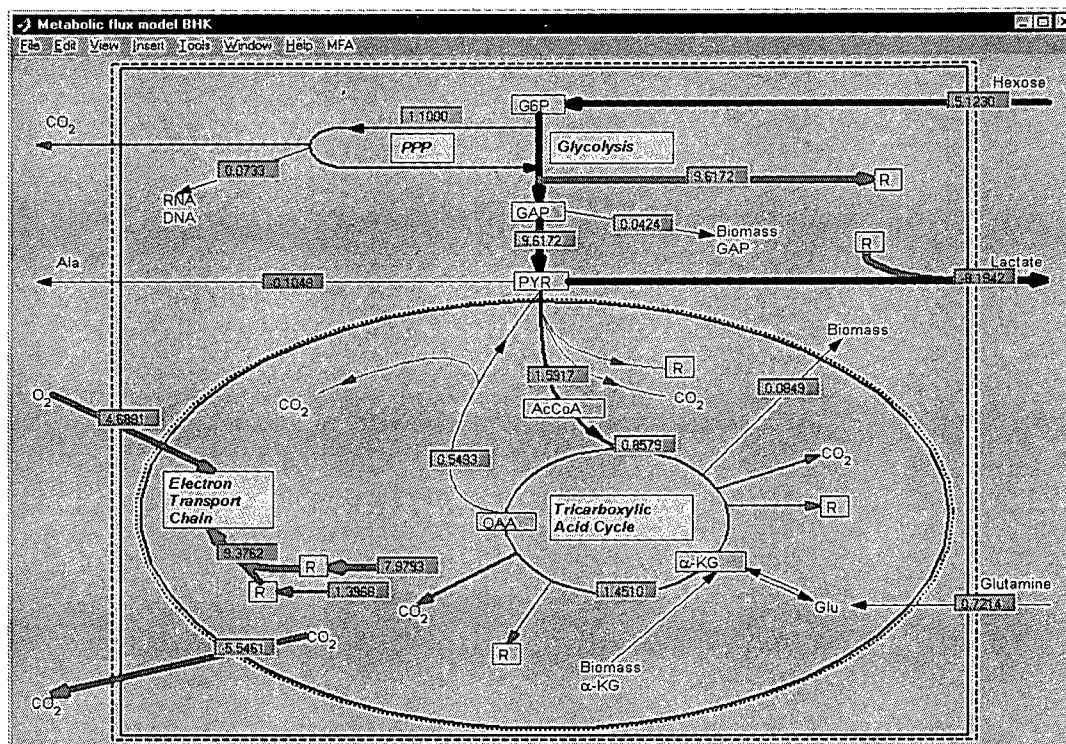 Metabolic flux model BHK
File Edit View Insert Tools Window Help MFA
Hexose
5.1230
G6P
1.1000
CO2
PPP
Glycolysis
0.0733
9.6172
R
RNA
DNA
GAP
0.0424
Biomass
GAP
9.6172
R
Ala
Lactate
0.1048
PYR
8.1942
Biomass
R
1.5917
0.0849
CO2
CO2
O2
AcCoA
4.6891
0.8579
0.5493
CO2
Electron
Transport
Chain
Tricarboxylic
Acid Cycle
R
OAA
9.3762
α-KG
R
7.9793
R
1.3968
1.4510
Glutamine
CO2
Glu
0.7214
5.5461
CO2
R
Biomass
α-KG
CO2